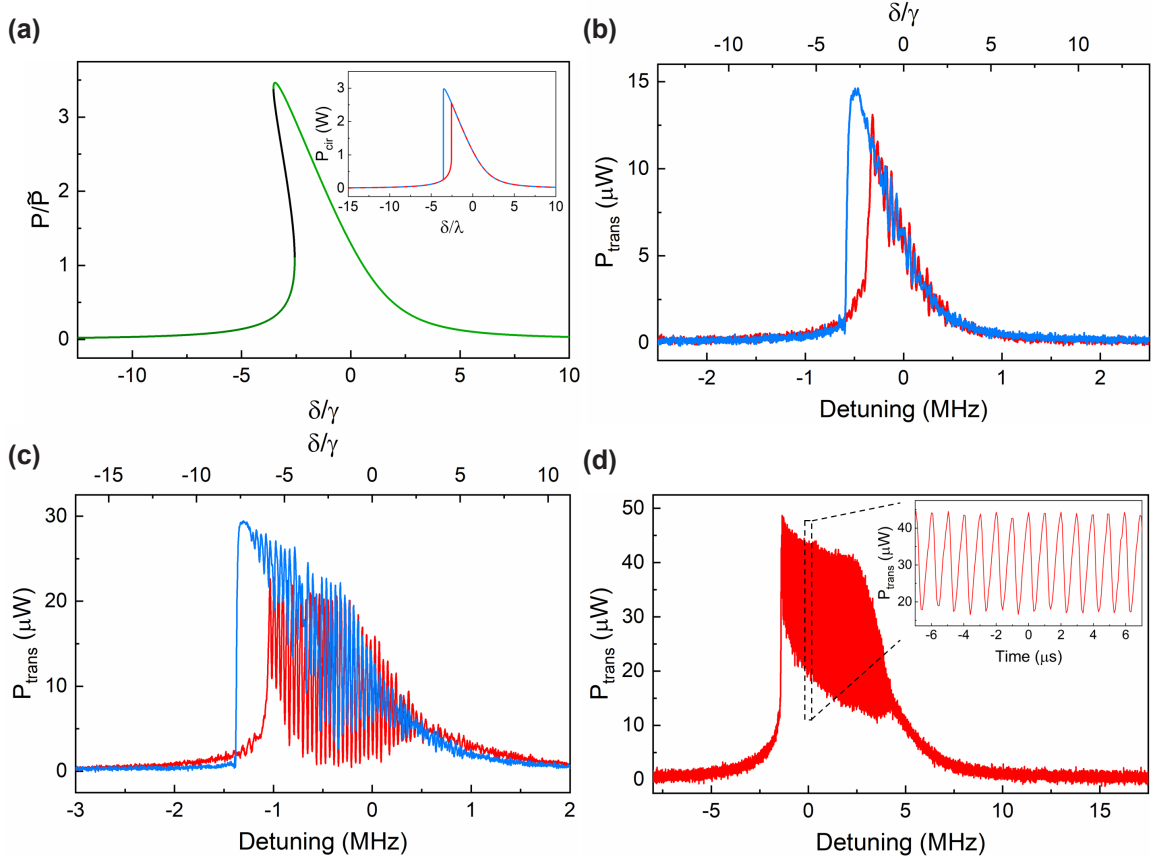 (a)
P/P̃
3
2
1
0
-10 -5 0 5 10
δ/γ
P_cir (W)
3
2
1
0
-15 -10 -5 0 5 10
δ/λ
(b)
δ/γ
-10 -5 0 5 10
P_trans (μW)
15
10
5
0
-2 -1 0 1 2
Detuning (MHz)
(c)
δ/γ
-15 -10 -5 0 5 10
P_trans (μW)
30
20
10
0
-3 -2 -1 0 1 2
Detuning (MHz)
(d)
P_trans (μW)
50
40
30
20
10
0
-5 0 5 10 15
Detuning (MHz)
P_trans (μW)
40
30
20
-6 -4 -2 0 2 4 6
Time (μs)